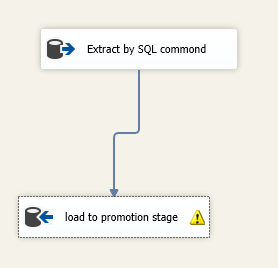 Extract by SQL commond
load to promotion stage